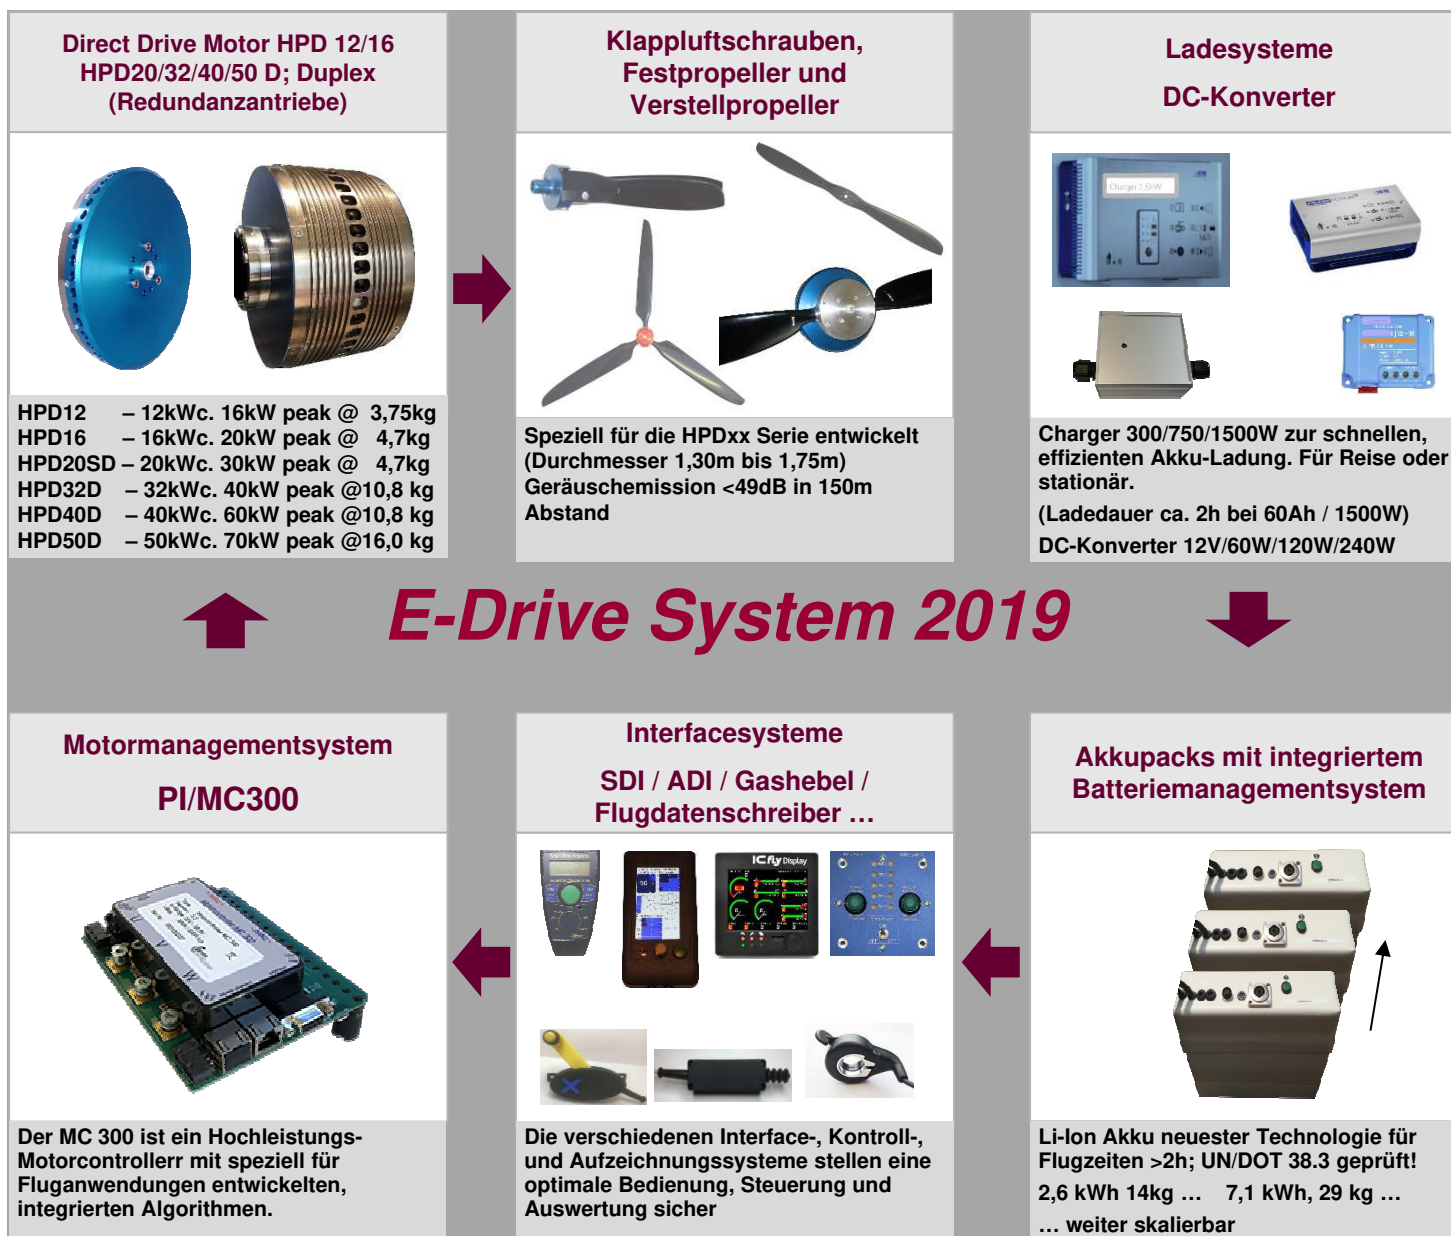 Direct Drive Motor HPD 12/16
HPD20/32/40/50 D; Duplex
(Redundanzantriebe)
HPD12 – 12kWc. 16kW peak @ 3,75kg
HPD16 – 16kWc. 20kW peak @ 4,7kg
HPD20SD – 20kWc. 30kW peak @ 4,7kg
HPD32D – 32kWc. 40kW peak @10,8 kg
HPD40D – 40kWc. 60kW peak @10,8 kg
HPD50D – 50kWc. 70kW peak @16,0 kg
Klappluftschrauben,
Festpropeller und
Verstellpropeller
Speziell für die HPDxx Serie entwickelt
(Durchmesser 1,30m bis 1,75m)
Geräuschemission <49dB in 150m
Abstand
Ladesysteme
DC-Konverter
Charger 1,5kW
Charger 300/750/1500W zur schnellen,
effizienten Akku-Ladung. Für Reise oder
stationär.
(Ladedauer ca. 2h bei 60Ah / 1500W)
DC-Konverter 12V/60W/120W/240W
E-Drive System 2019
Motormanagementsystem
PI/MC300
Der MC 300 ist ein Hochleistungs-
Motorcontrollerr mit speziell für
Fluganwendungen entwickelten,
integrierten Algorithmen.
Interfacesysteme
SDI / ADI / Gashebel /
Flugdatenschreiber …
ICfly Display
Die verschiedenen Interface-, Kontroll-,
und Aufzeichnungssysteme stellen eine
optimale Bedienung, Steuerung und
Auswertung sicher
Akkupacks mit integriertem
Batteriemanagementsystem
Li-Ion Akku neuester Technologie für
Flugzeiten >2h; UN/DOT 38.3 geprüft!
2,6 kWh 14kg … 7,1 kWh, 29 kg …
… weiter skalierbar